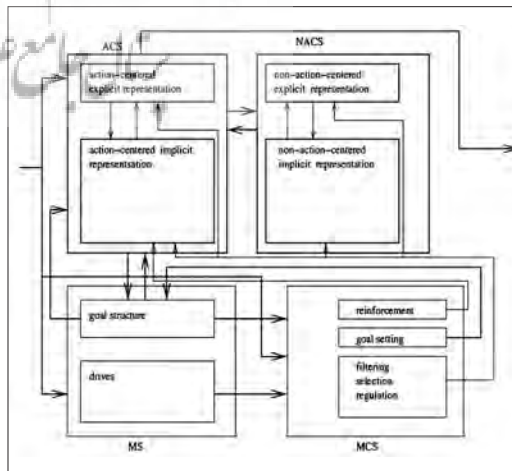 ACS
NACS
action-centered
explicit representation
non-action-centered
explicit representation
action-centered implicit
representsation
non-action-centered
implicit representation
goal structure
drives
reinforcement
goal setting
filtering
selection
regulation
MS
MCS